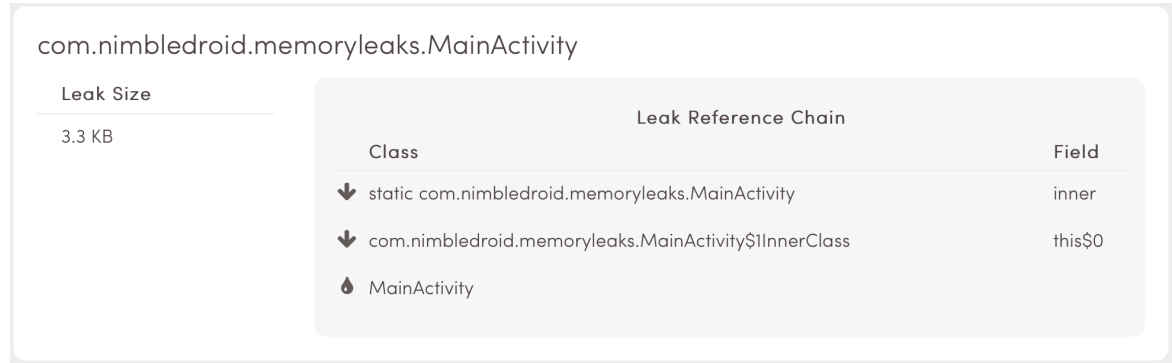 com.nimbledroid.memoryleaks.MainActivity
Leak Size
3.3 KB
Leak Reference Chain
Class Field
static com.nimbledroid.memoryleaks.MainActivity inner
com.nimbledroid.memoryleaks.MainActivity$1InnerClass this$0
MainActivity